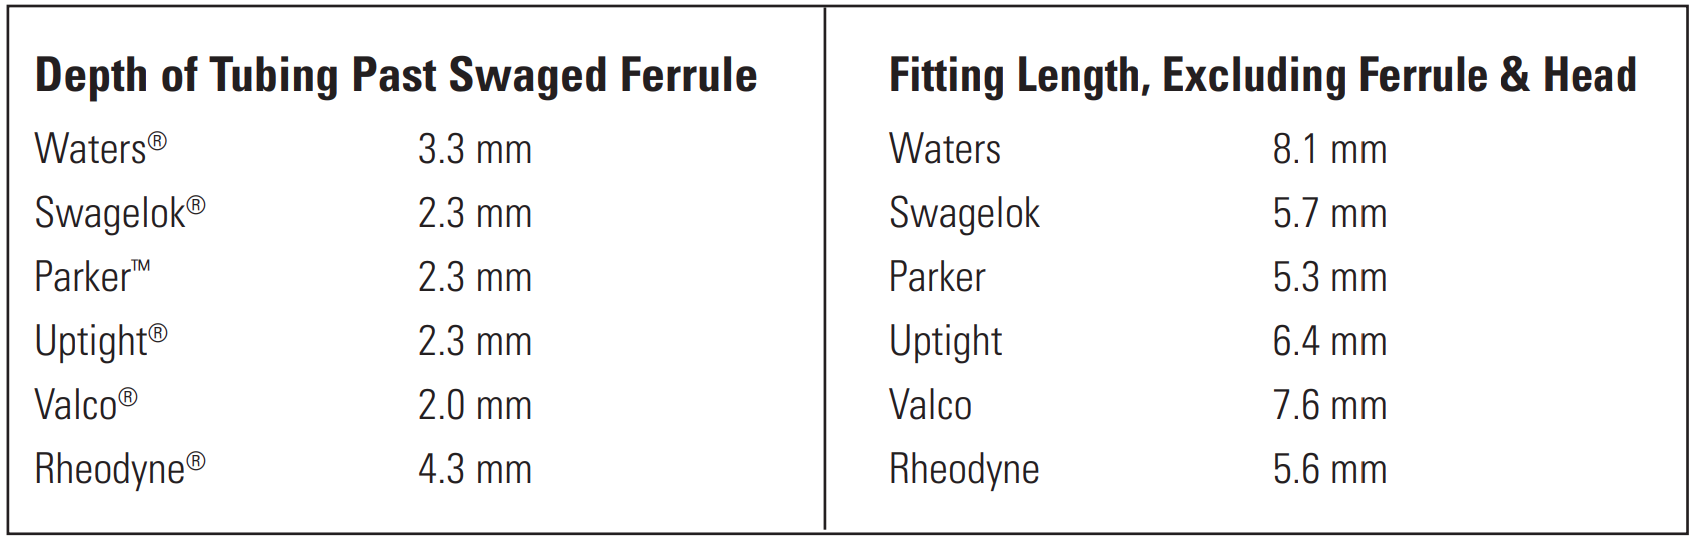 Depth of Tubing Past Swaged Ferrule
Waters® 3.3 mm
Swagelok® 2.3 mm
Parker™ 2.3 mm
Uptight® 2.3 mm
Valco® 2.0 mm
Rheodyne® 4.3 mm
Fitting Length, Excluding Ferrule & Head
Waters 8.1 mm
Swagelok 5.7 mm
Parker 5.3 mm
Uptight 6.4 mm
Valco 7.6 mm
Rheodyne 5.6 mm